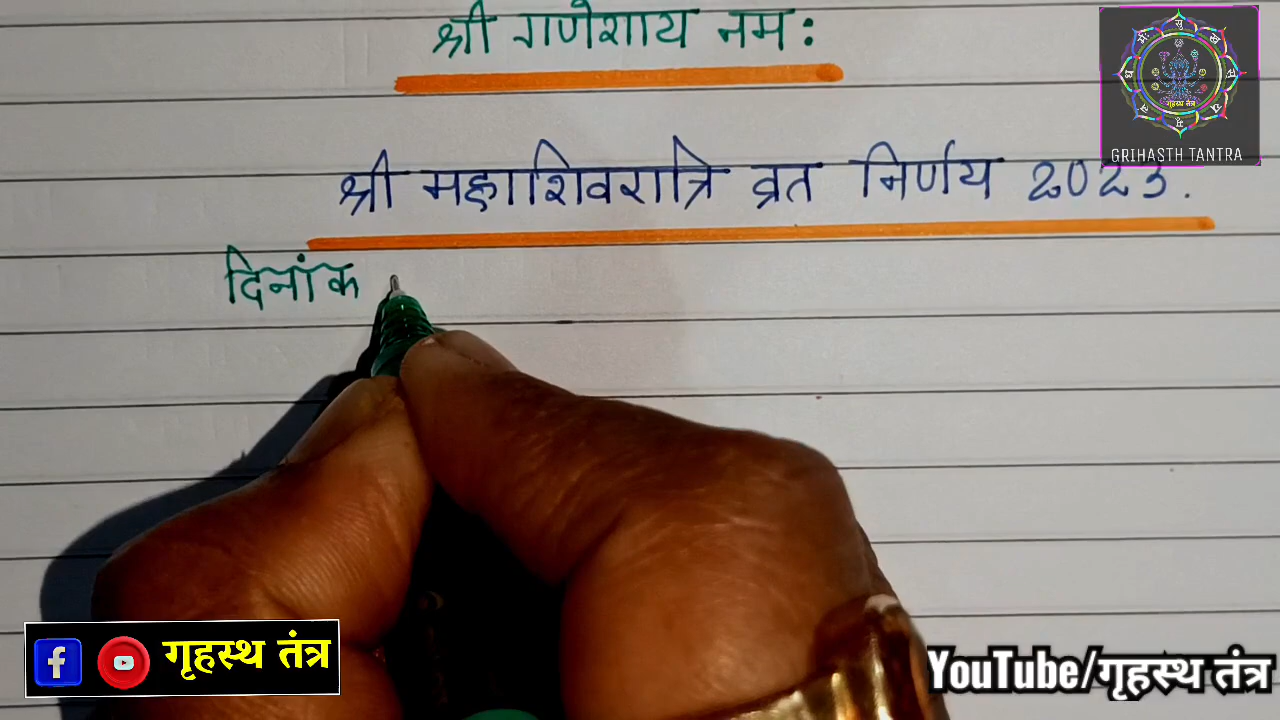 श्री गणेशाय नमः
GRIHASTH TANTRA
श्री महाशिवरात्रि व्रत निर्णय 2023.
दिनांक
गृहस्थ तंत्र
YouTube/गृहस्थ तंत्र